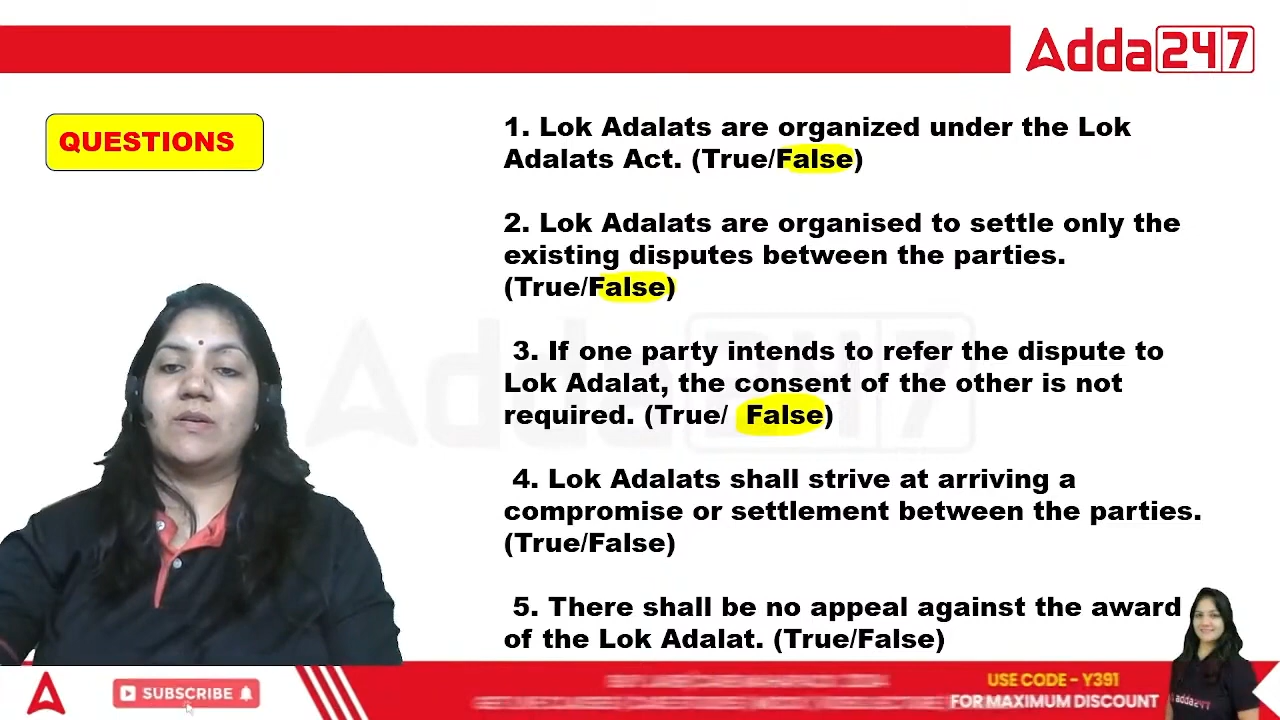 Adda247
QUESTIONS
1. Lok Adalats are organized under the Lok
Adalats Act. (True/False)
2. Lok Adalats are organised to settle only the
existing disputes between the parties.
(True/False)
3. If one party intends to refer the dispute to
Lok Adalat, the consent of the other is not
required. (True/ False)
4. Lok Adalats shall strive at arriving a
compromise or settlement between the parties.
(True/False)
5. There shall be no appeal against the award
of the Lok Adalat. (True/False)
Adda247
SUBSCRIBE
USE CODE - Y391
FOR MAXIMUM DISCOUNT
adda247